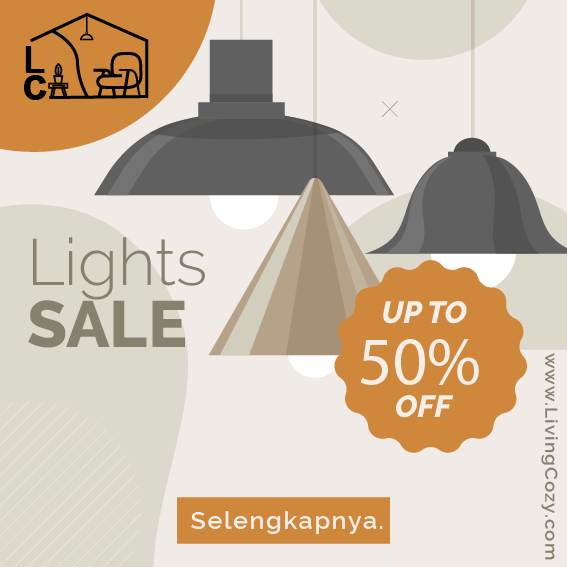 L
C
Lights
SALE
UP TO
50%
OFF
www.LivingCozy.com
Selengkapnya.